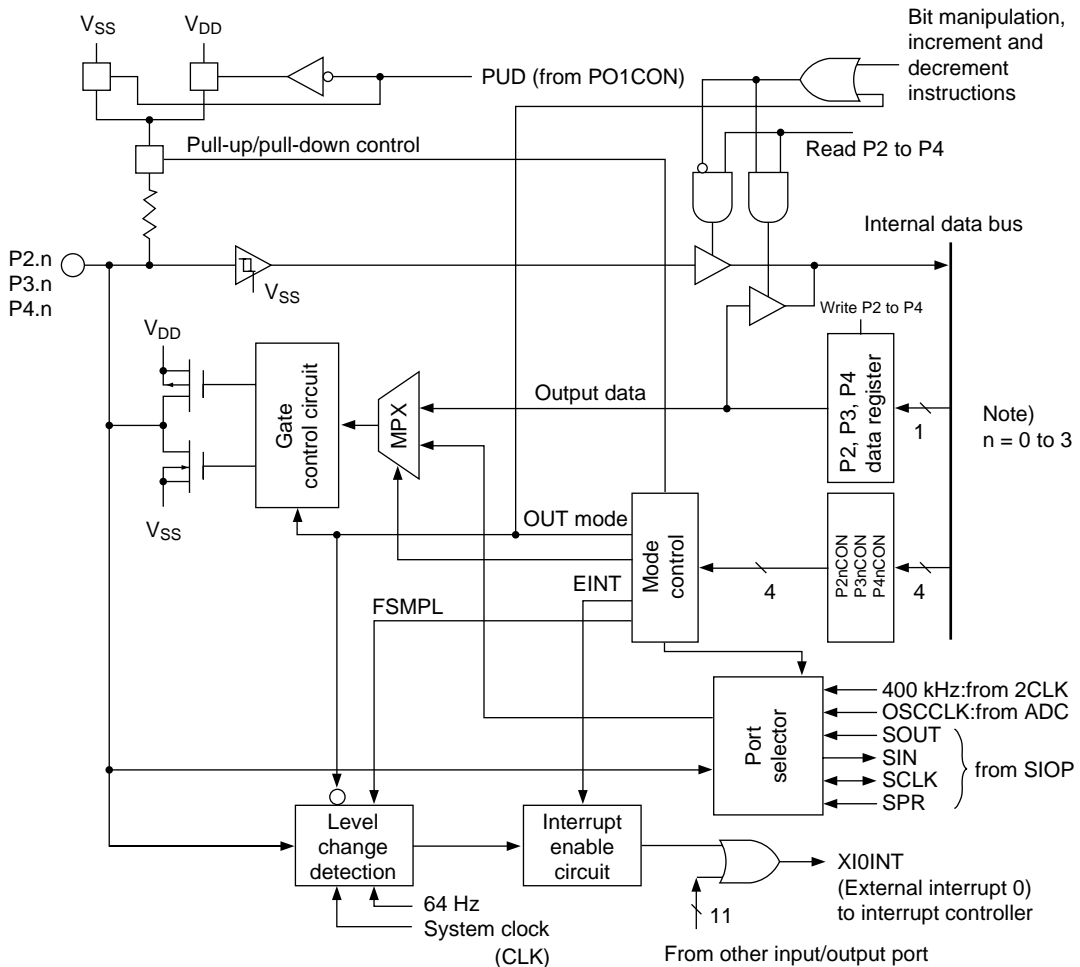 VSS
VDD
Bit manipulation,
increment and
decrement
instructions
PUD (from PO1CON)
Pull-up/pull-down control
Read P2 to P4
Internal data bus
P2.n
P3.n
P4.n
VSS
Write P2 to P4
VDD
Gate
control circuit
MPX
Output data
P2, P3, P4
data register
1
Note)
n = 0 to 3
VSS
OUT mode
Mode
control
4
P2nCON
P3nCON
P4nCON
4
EINT
FSMPL
Port
selector
400 kHz:from 2CLK
OSCCLK:from ADC
SOUT
SIN
SCLK
SPR
from SIOP
Level
change
detection
Interrupt
enable
circuit
XI0INT
(External interrupt 0)
to interrupt controller
64 Hz
System clock
(CLK)
11
From other input/output port